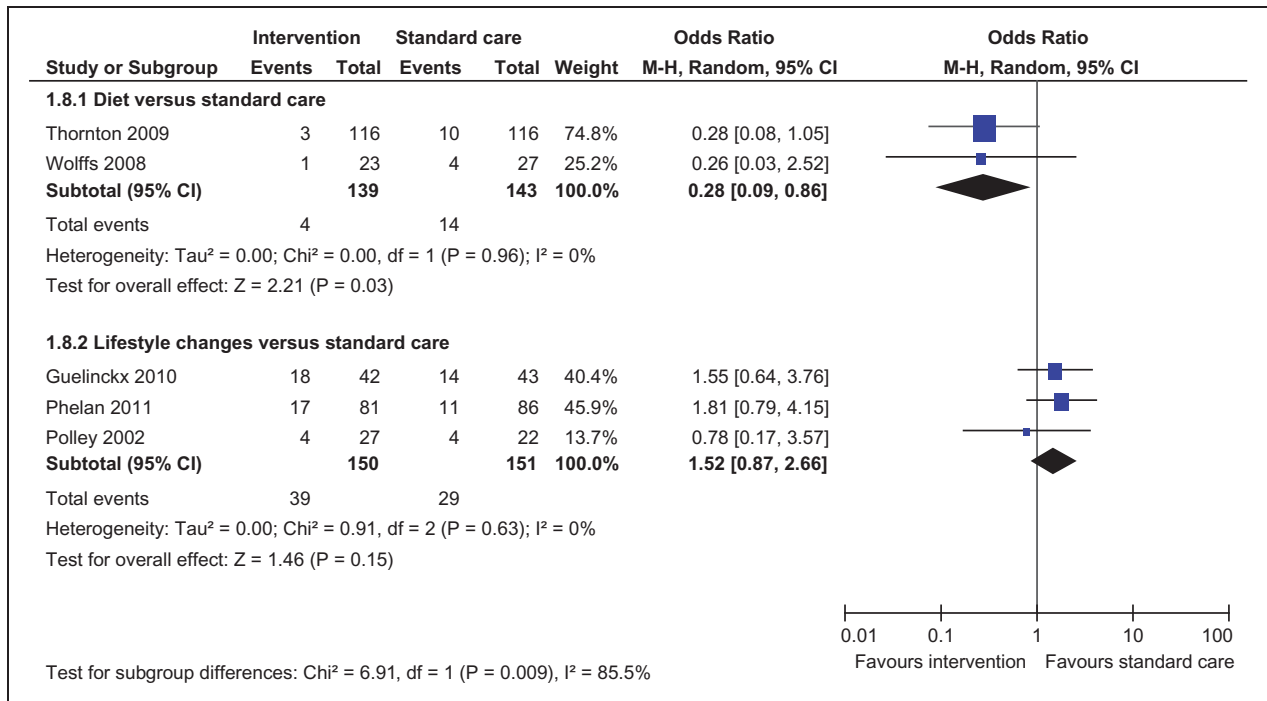 Intervention Standard care Odds Ratio Odds Ratio
Study or Subgroup Events Total Events Total Weight M-H, Random, 95% CI M-H, Random, 95% CI
1.8.1 Diet versus standard care
Thornton 2009 3 116 10 116 74.8% 0.28 [0.08, 1.05]
Wolffs 2008 1 23 4 27 25.2% 0.26 [0.03, 2.52]
Subtotal (95% CI) 139 143 100.0% 0.28 [0.09, 0.86]
Total events 4 14
Heterogeneity: Tau² = 0.00; Chi² = 0.00, df = 1 (P = 0.96); I² = 0%
Test for overall effect: Z = 2.21 (P = 0.03)
1.8.2 Lifestyle changes versus standard care
Guelinckx 2010 18 42 14 43 40.4% 1.55 [0.64, 3.76]
Phelan 2011 17 81 11 86 45.9% 1.81 [0.79, 4.15]
Polley 2002 4 27 4 22 13.7% 0.78 [0.17, 3.57]
Subtotal (95% CI) 150 151 100.0% 1.52 [0.87, 2.66]
Total events 39 29
Heterogeneity: Tau² = 0.00; Chi² = 0.91, df = 2 (P = 0.63); I² = 0%
Test for overall effect: Z = 1.46 (P = 0.15)
0.01 0.1 1 10 100
Favours intervention Favours standard care
Test for subgroup differences: Chi² = 6.91, df = 1 (P = 0.009), I² = 85.5%